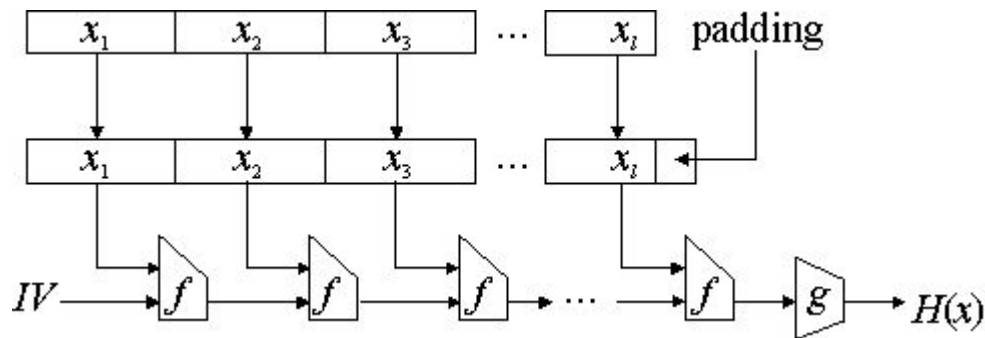 x₁ x₂ x₃ ... xₗ padding
x₁ x₂ x₃ ... xₗ
IV f f f ... f g H(x)